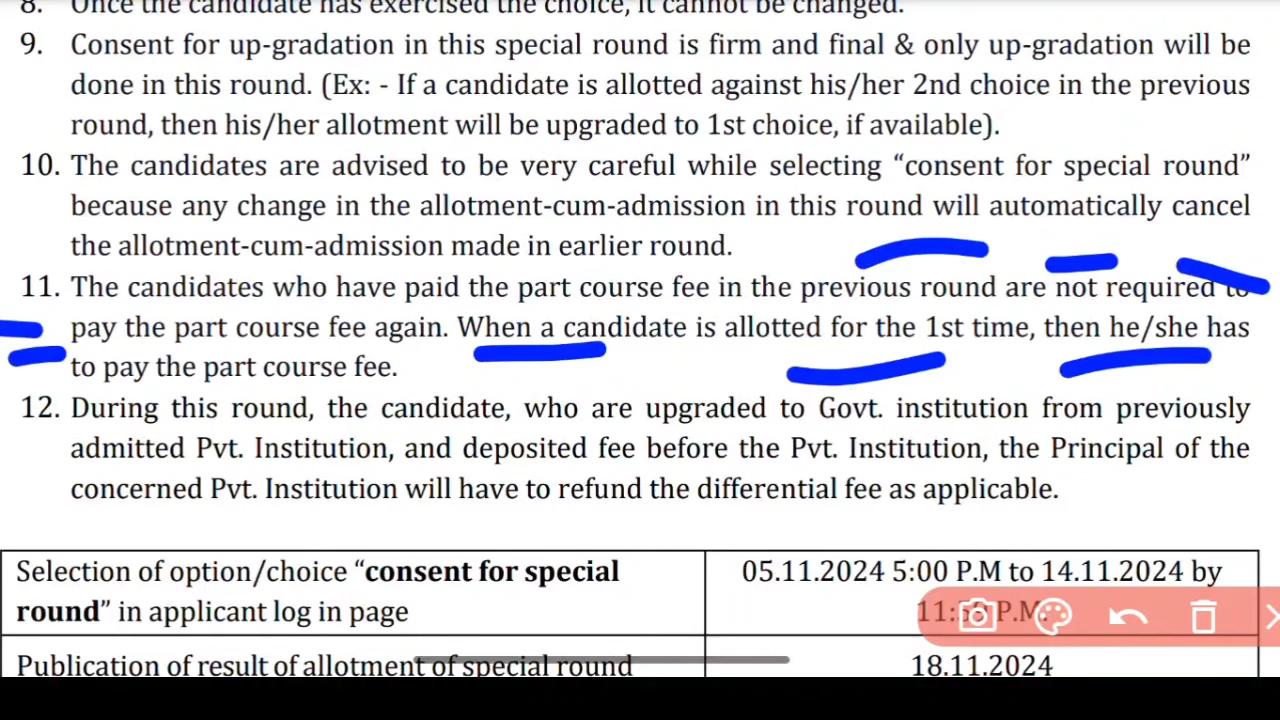 8. Once the candidate has exercised the choice, it cannot be changed.
9. Consent for up-gradation in this special round is firm and final & only up-gradation will be
done in this round. (Ex: - If a candidate is allotted against his/her 2nd choice in the previous
round, then his/her allotment will be upgraded to 1st choice, if available).
10. The candidates are advised to be very careful while selecting “consent for special round”
because any change in the allotment-cum-admission in this round will automatically cancel
the allotment-cum-admission made in earlier round.
11. The candidates who have paid the part course fee in the previous round are not required to
pay the part course fee again. When a candidate is allotted for the 1st time, then he/she has
to pay the part course fee.
12. During this round, the candidate, who are upgraded to Govt. institution from previously
admitted Pvt. Institution, and deposited fee before the Pvt. Institution, the Principal of the
concerned Pvt. Institution will have to refund the differential fee as applicable.
Selection of option/choice “consent for special
round” in applicant log in page
05.11.2024 5:00 P.M to 14.11.2024 by
11:59 P.M.
Publication of result of allotment of special round
18.11.2024